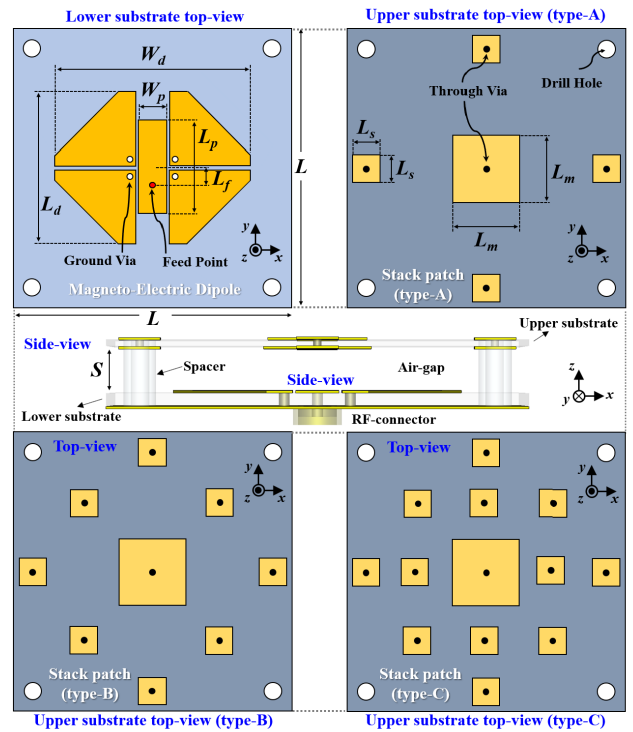 Lower substrate top-view
Upper substrate top-view (type-A)
W_d
W_p
L_p
L_f
L_d
Ground Via
Feed Point
y
z
x
Magneto-Electric Dipole
L
L
Through Via
Drill Hole
L_s
L_s
L_m
L_m
y
z
x
Stack patch
(type-A)
Side-view
Upper substrate
S
Spacer
Side-view
Air-gap
z
y
x
Lower substrate
RF-connector
Top-view
y
z
x
Stack patch
(type-B)
Top-view
y
z
x
Stack patch
(type-C)
Upper substrate top-view (type-B)
Upper substrate top-view (type-C)